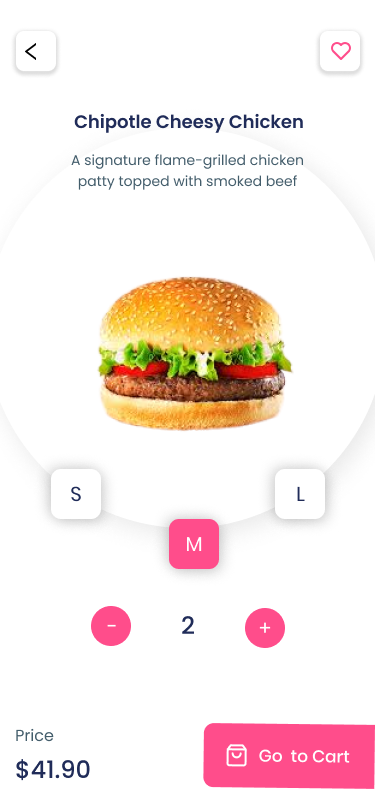 Chipotle Cheesy Chicken
A signature flame-grilled chicken
patty topped with smoked beef
S
L
M
− 2 +
Price
$41.90
Go to Cart